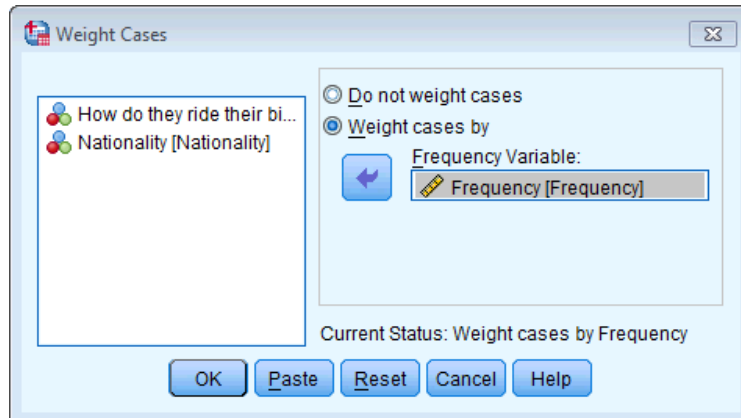 Weight Cases
How do they ride their bi...
Nationality [Nationality]
Do not weight cases
Weight cases by
Frequency Variable:
Frequency [Frequency]
Current Status: Weight cases by Frequency
OK
Paste
Reset
Cancel
Help